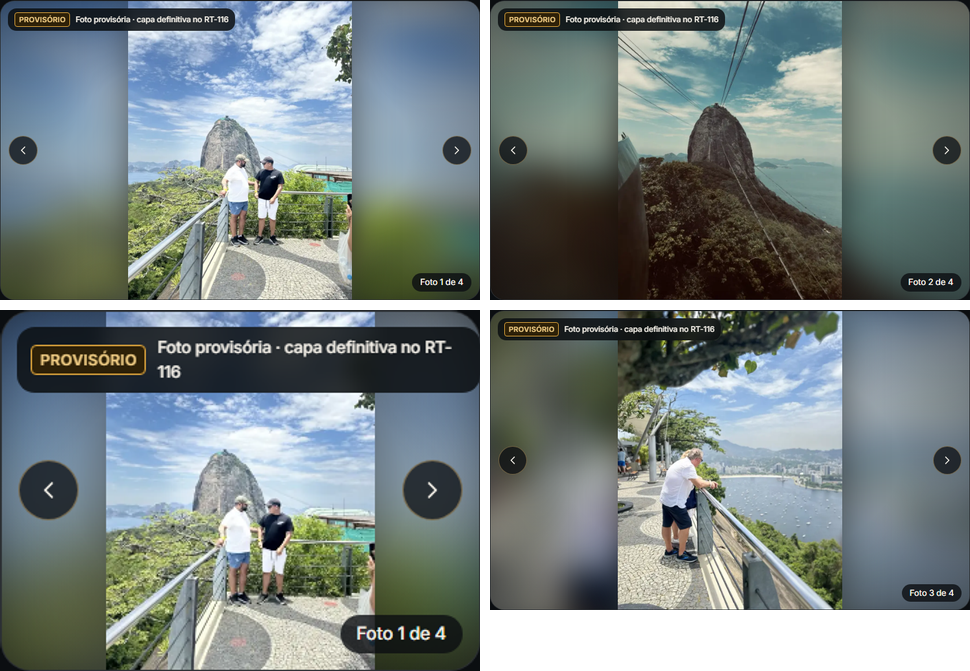 PROVISÓRIO Foto provisória · capa definitiva no RT-116
Foto 1 de 4
PROVISÓRIO Foto provisória · capa definitiva no RT-116
Foto 2 de 4
PROVISÓRIO Foto provisória · capa definitiva no RT-
116
Foto 1 de 4
PROVISÓRIO Foto provisória · capa definitiva no RT-116
Foto 3 de 4